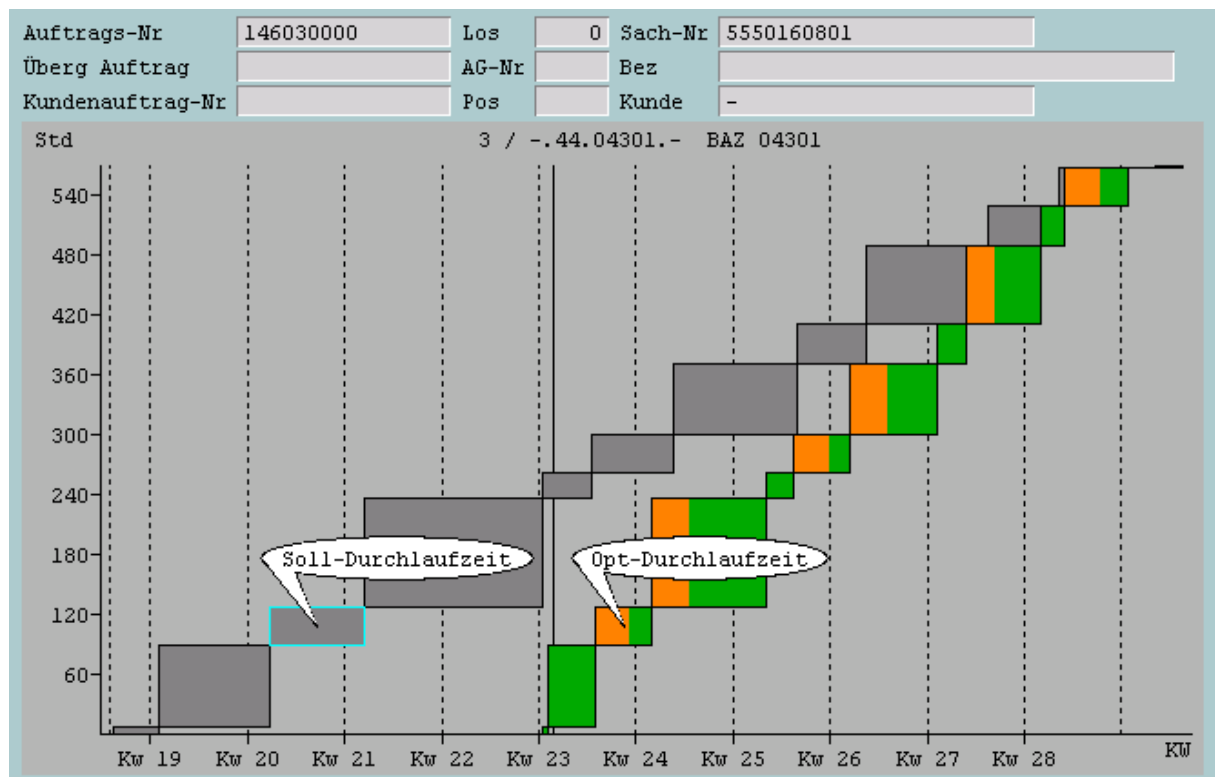 Auftrags-Nr 146030000 Los 0 Sach-Nr 5550160801
Überg Auftrag AG-Nr Bez
Kundenauftrag-Nr Pos Kunde -
Std 3 / -.44.04301.- BAZ 04301
540
480
420
360
300
240
180
Soll-Durchlaufzeit Opt-Durchlaufzeit
120
60
Kw 19 Kw 20 Kw 21 Kw 22 Kw 23 Kw 24 Kw 25 Kw 26 Kw 27 Kw 28 KW